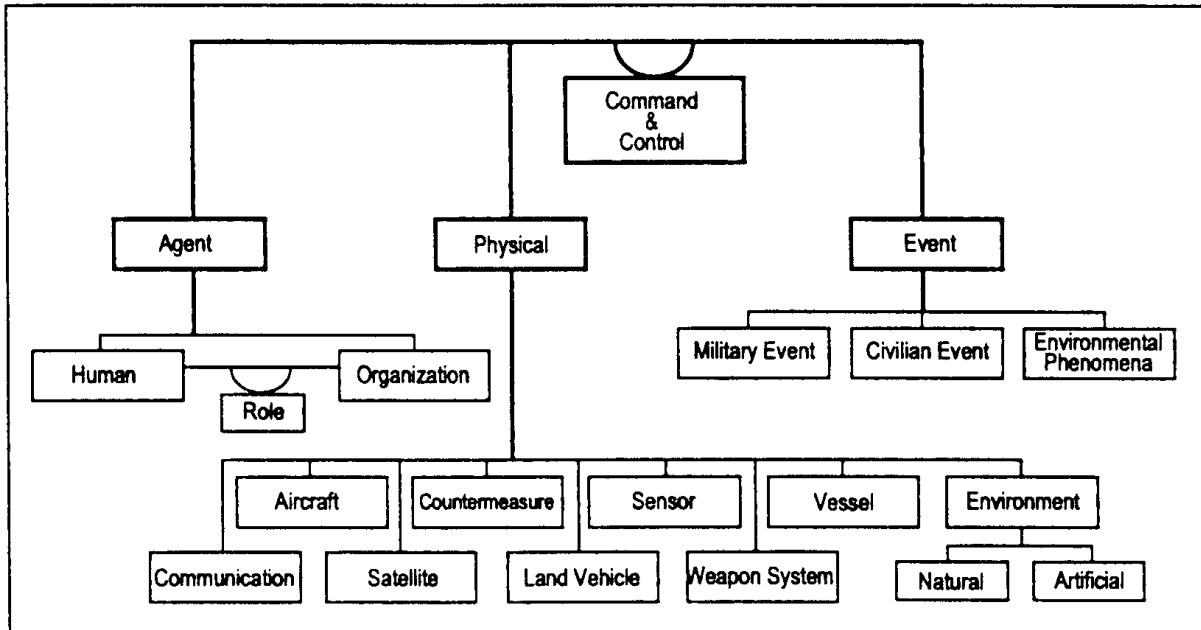 Command
&
Control
Agent
Physical
Event
Military Event
Civilian Event
Environmental
Phenomena
Human
Organization
Role
Aircraft
Countermeasure
Sensor
Vessel
Environment
Communication
Satellite
Land Vehicle
Weapon System
Natural
Artificial